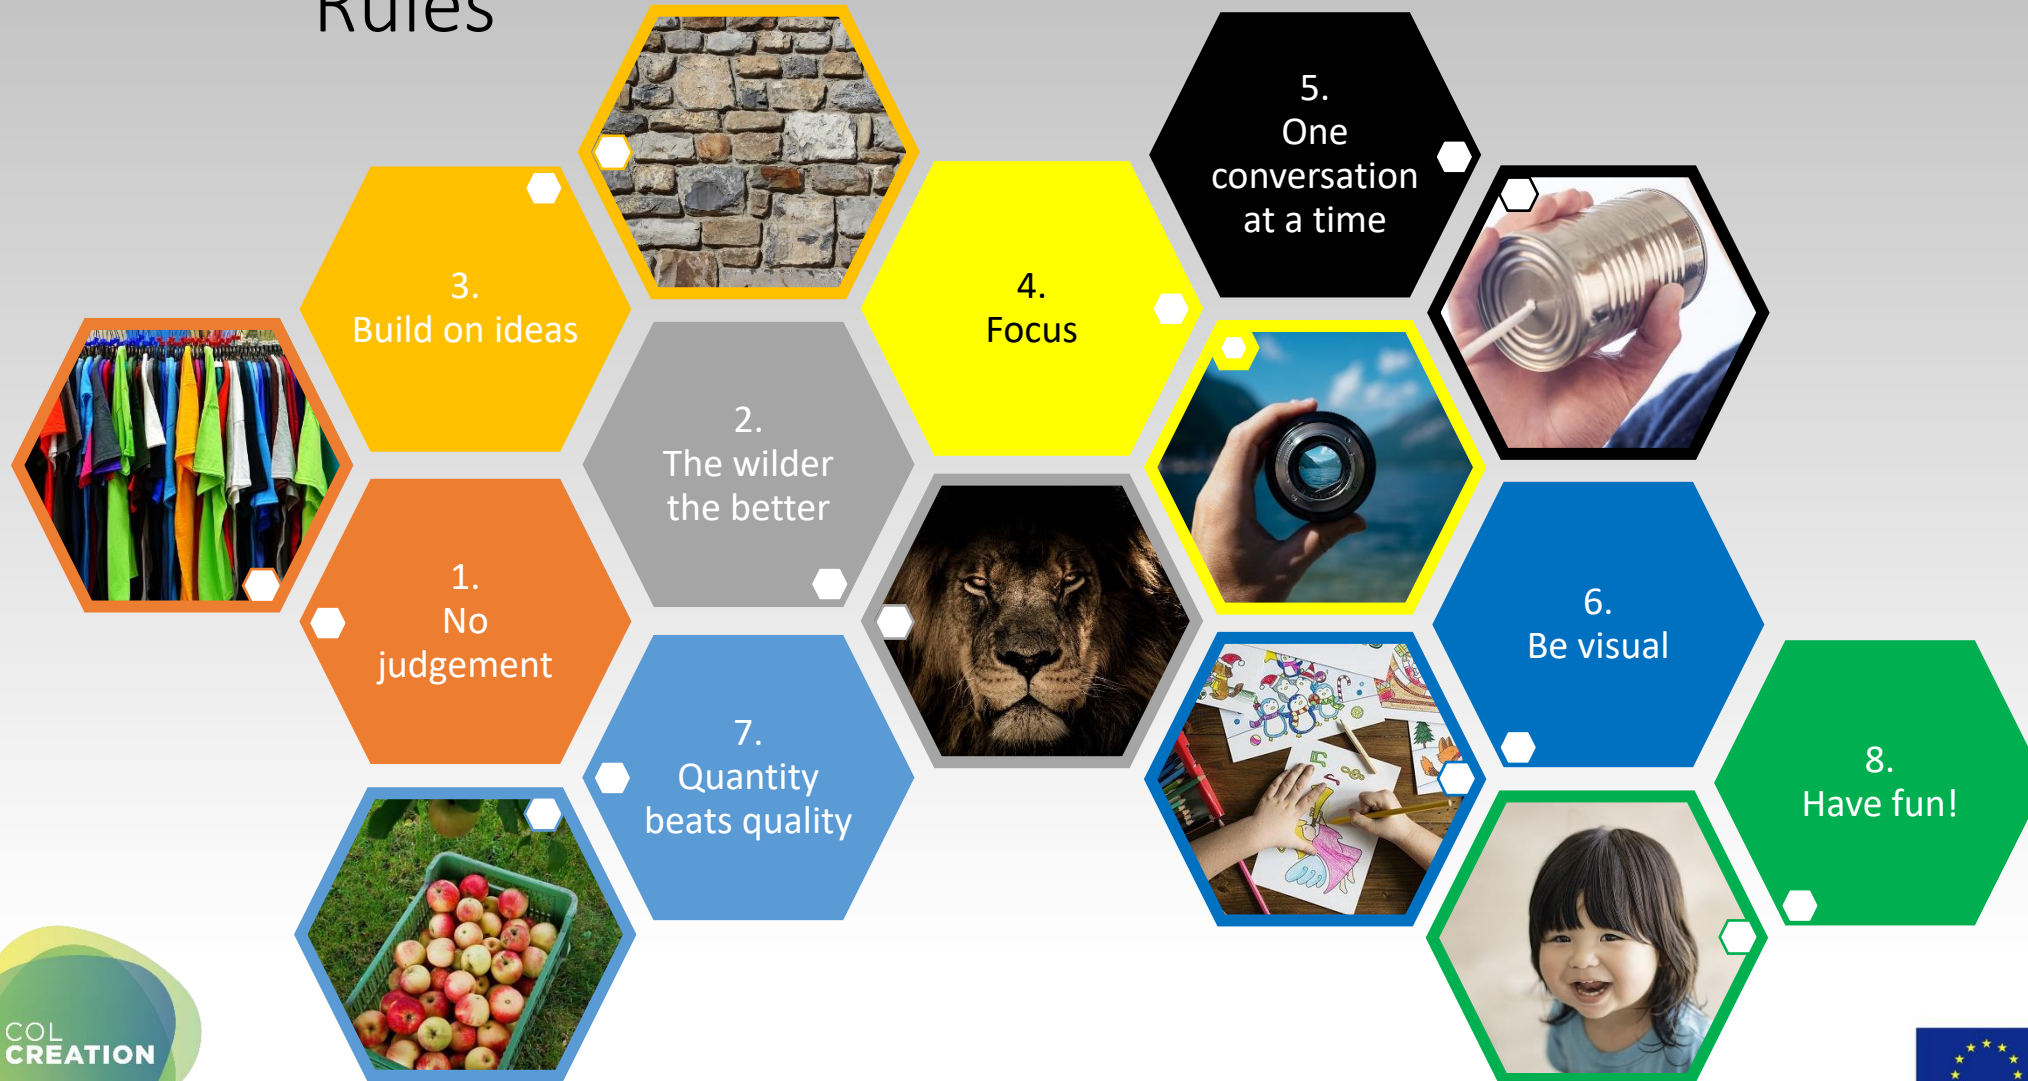 Rules
1.
No
judgement
2.
The wilder
the better
3.
Build on ideas
4.
Focus
5.
One
conversation
at a time
6.
Be visual
7.
Quantity
beats quality
8.
Have fun!
COL
CREATION